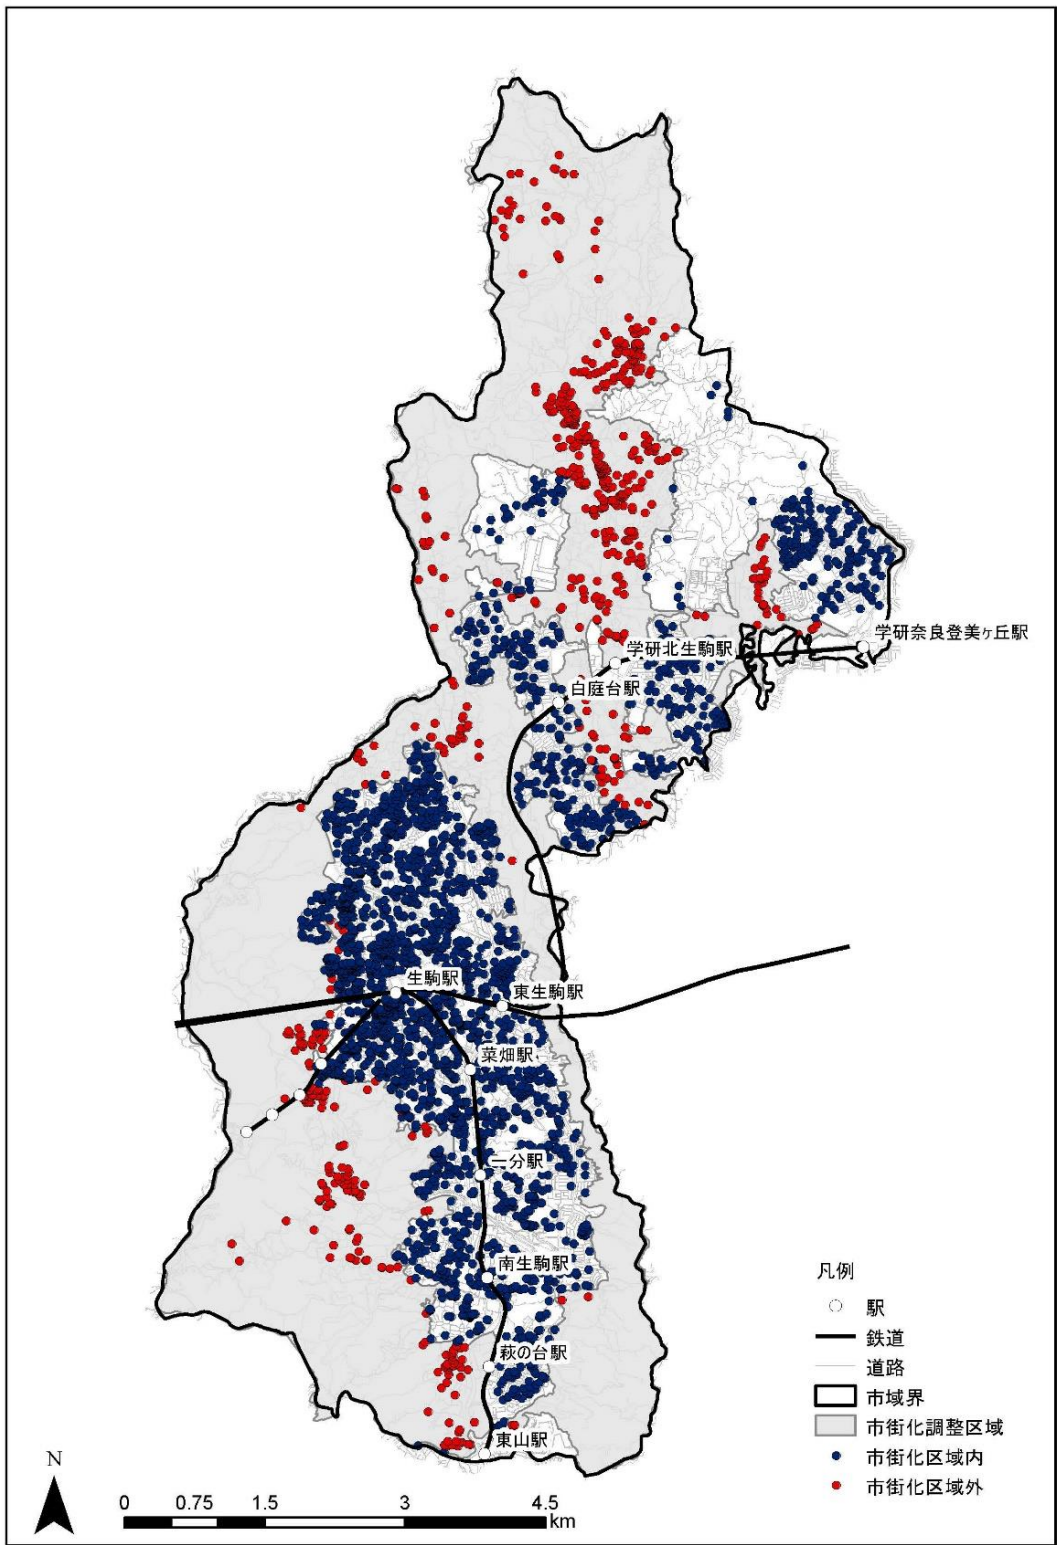 学研奈良登美ヶ丘駅
学研北生駒駅
白庭台駅
生駒駅
東生駒駅
菜畑駅
一分駅
南生駒駅
萩の台駅
東山駅
凡例
駅
鉄道
道路
市域界
市街化調整区域
市街化区域内
市街化区域外
N
0 0.75 1.5 3 4.5
km